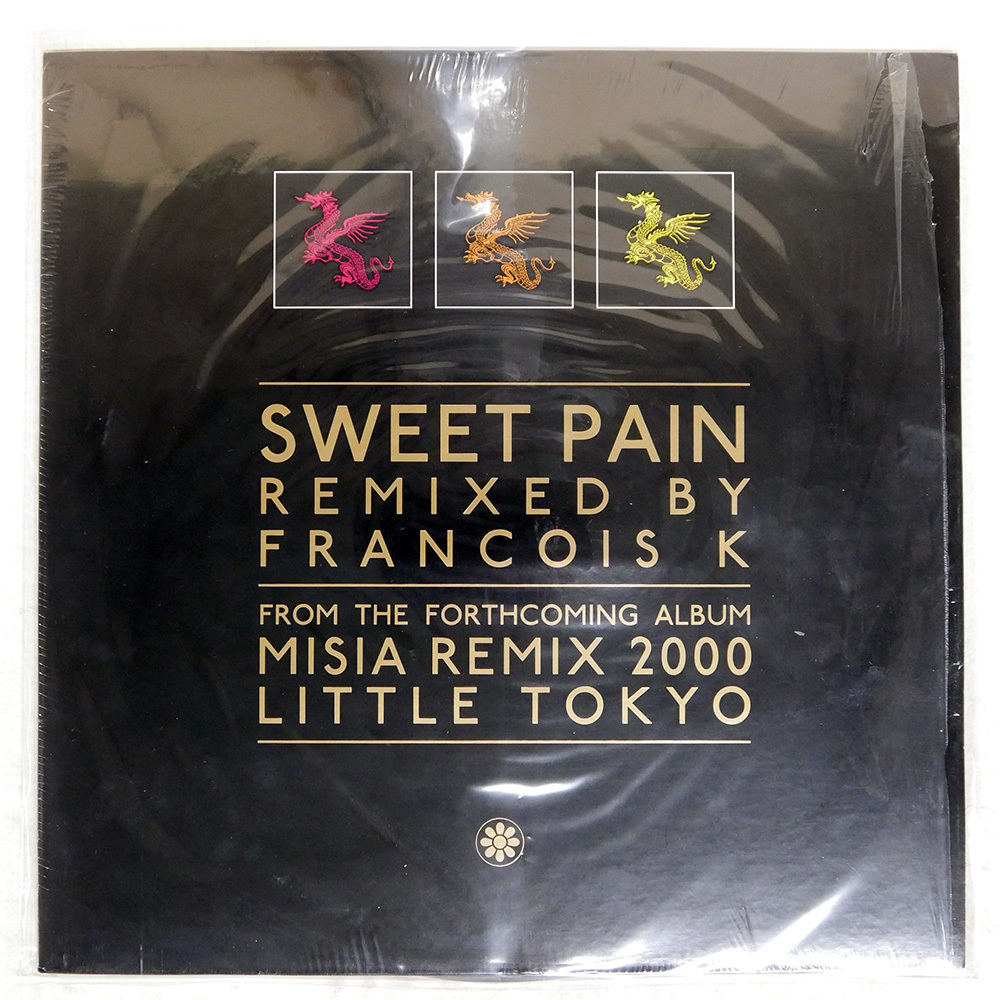 SWEET PAIN
REMIXED BY
FRANCOIS K
FROM THE FORTHCOMING ALBUM
MISIA REMIX 2000
LITTLE TOKYO